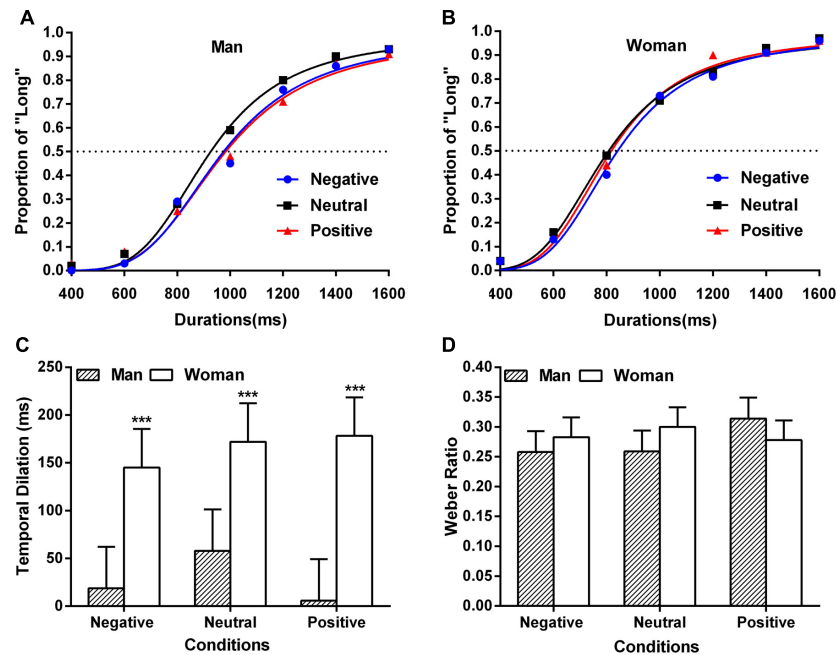 A
Man
Proportion of "Long"
1.0
0.9
0.8
0.7
0.6
0.5
0.5
0.3
0.2
0.1
0.0
Negative
Neutral
Positive
400 600 800 1000 1200 1400 1600
Durations(ms)
B
Woman
Proportion of "Long"
1.0
0.9
0.8
0.7
0.6
0.5
0.5
0.3
0.2
0.1
0.0
Negative
Neutral
Positive
400 600 800 1000 1200 1400 1600
Durations(ms)
C
Man Woman
Temporal Dilation (ms)
250
200
150
100
50
0
*** *** ***
Negative Neutral Positive
Conditions
D
Man Woman
Weber Ratio
0.40
0.35
0.30
0.25
0.20
0.15
0.10
0.05
0.00
Negative Neutral Positive
Conditions